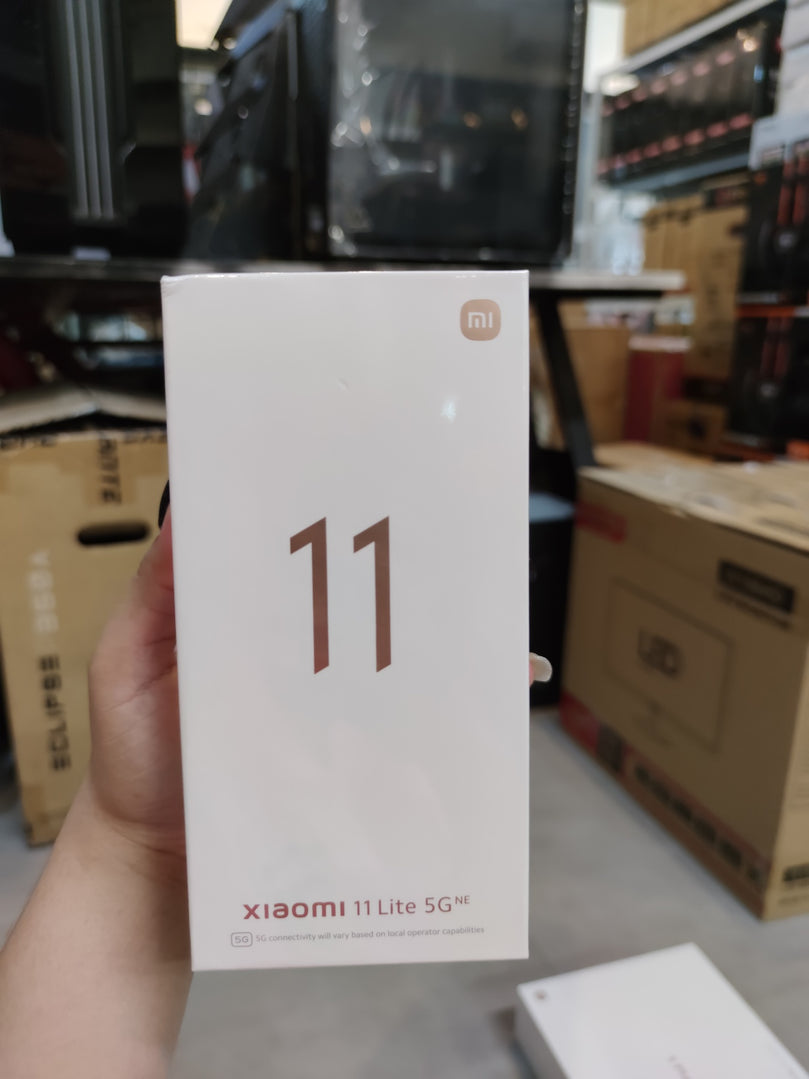 mi
11
xiaomi 11 Lite 5G NE
5G 5G connectivity will vary based on local operator capabilities
ECLIPSE
LED